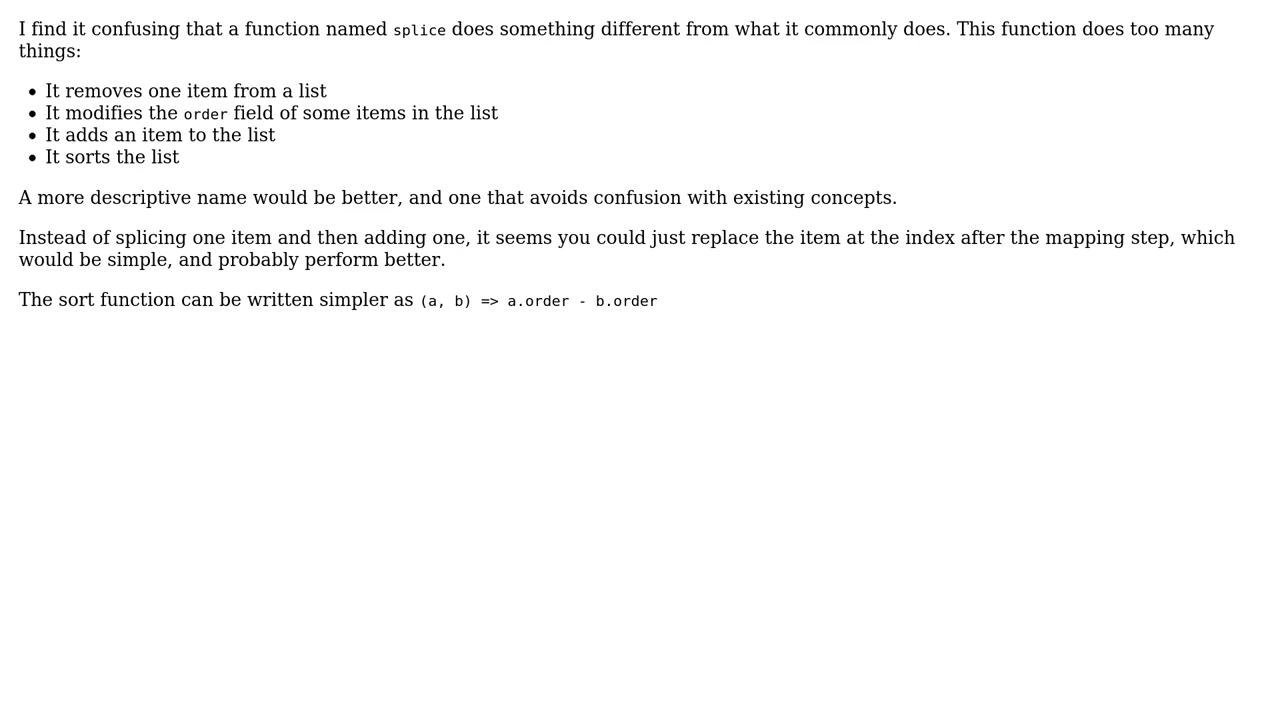 I find it confusing that a function named splice does something different from what it commonly does. This function does too many
things:
• It removes one item from a list
• It modifies the order field of some items in the list
• It adds an item to the list
• It sorts the list
A more descriptive name would be better, and one that avoids confusion with existing concepts.
Instead of splicing one item and then adding one, it seems you could just replace the item at the index after the mapping step, which
would be simple, and probably perform better.
The sort function can be written simpler as (a, b) => a.order - b.order